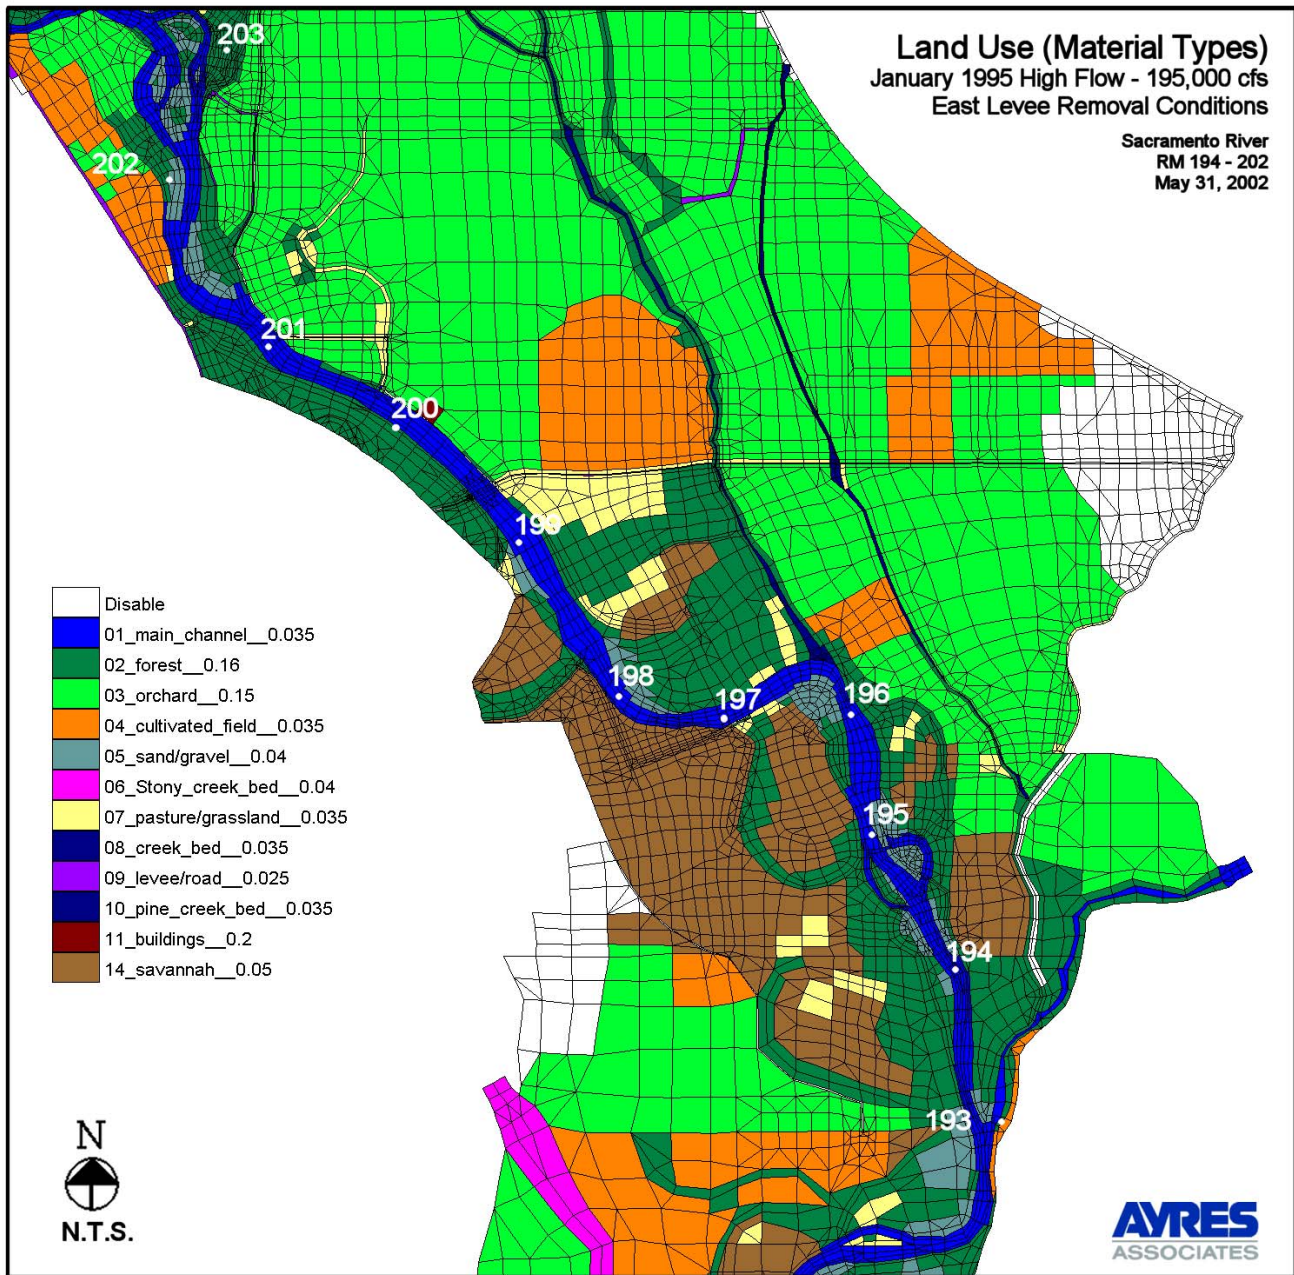 Land Use (Material Types)
January 1995 High Flow - 195,000 cfs
East Levee Removal Conditions
Sacramento River
RM 194 - 202
May 31, 2002
203
202
201
200
199
198
197
196
195
194
193
Disable
01_main_channel__0.035
02_forest__0.16
03_orchard__0.15
04_cultivated_field__0.035
05_sand/gravel__0.04
06_Stony_creek_bed__0.04
07_pasture/grassland__0.035
08_creek_bed__0.035
09_levee/road__0.025
10_pine_creek_bed__0.035
11_buildings__0.2
14_savannah__0.05
N
N.T.S.
AYRES
ASSOCIATES